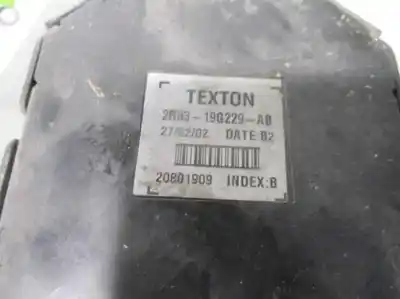 TEXTON
2R83-19G229-AB
27/02/02 DATE B2
20801909 INDEX:B